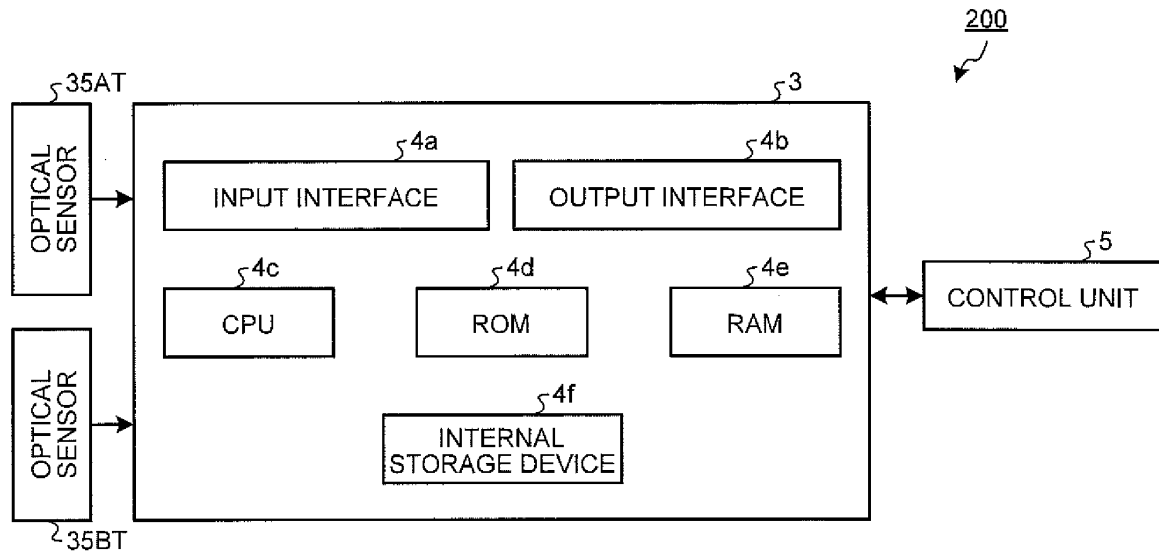 200
35AT
3
OPTICAL
SENSOR
4a
4b
INPUT INTERFACE
OUTPUT INTERFACE
4c
4d
4e
5
CPU
ROM
RAM
CONTROL UNIT
OPTICAL
SENSOR
4f
INTERNAL
STORAGE DEVICE
35BT